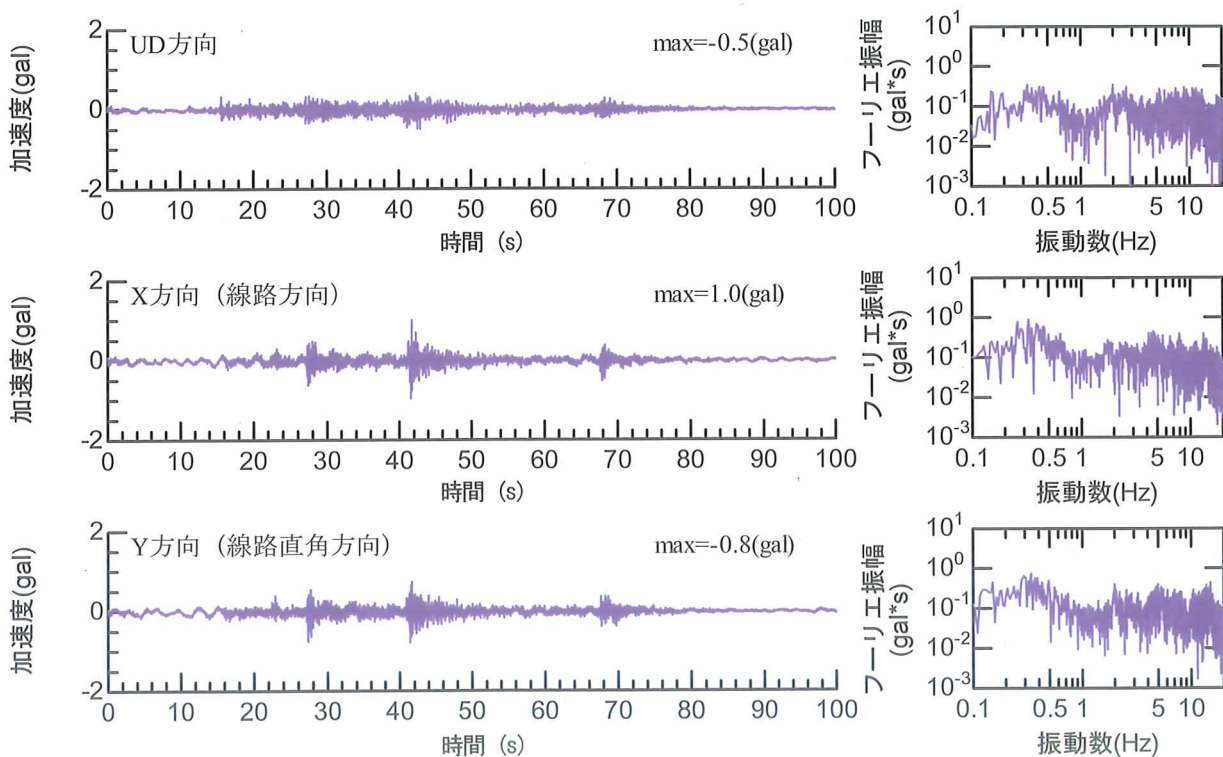 加速度(gal)
2
0
-2
UD方向
max=-0.5(gal)
0 10 20 30 40 50 60 70 80 90 100
時間 (s)
フーリエ振幅
(gal*s)
10^1
10^0
10^-1
10^-2
10^-3
0.1 0.5 1 5 10
振動数(Hz)
加速度(gal)
2
0
-2
X方向 (線路方向)
max=1.0(gal)
0 10 20 30 40 50 60 70 80 90 100
時間 (s)
フーリエ振幅
(gal*s)
10^1
10^0
10^-1
10^-2
10^-3
0.1 0.5 1 5 10
振動数(Hz)
加速度(gal)
2
0
-2
Y方向 (線路直角方向)
max=-0.8(gal)
0 10 20 30 40 50 60 70 80 90 100
時間 (s)
フーリエ振幅
(gal*s)
10^1
10^0
10^-1
10^-2
10^-3
0.1 0.5 1 5 10
振動数(Hz)